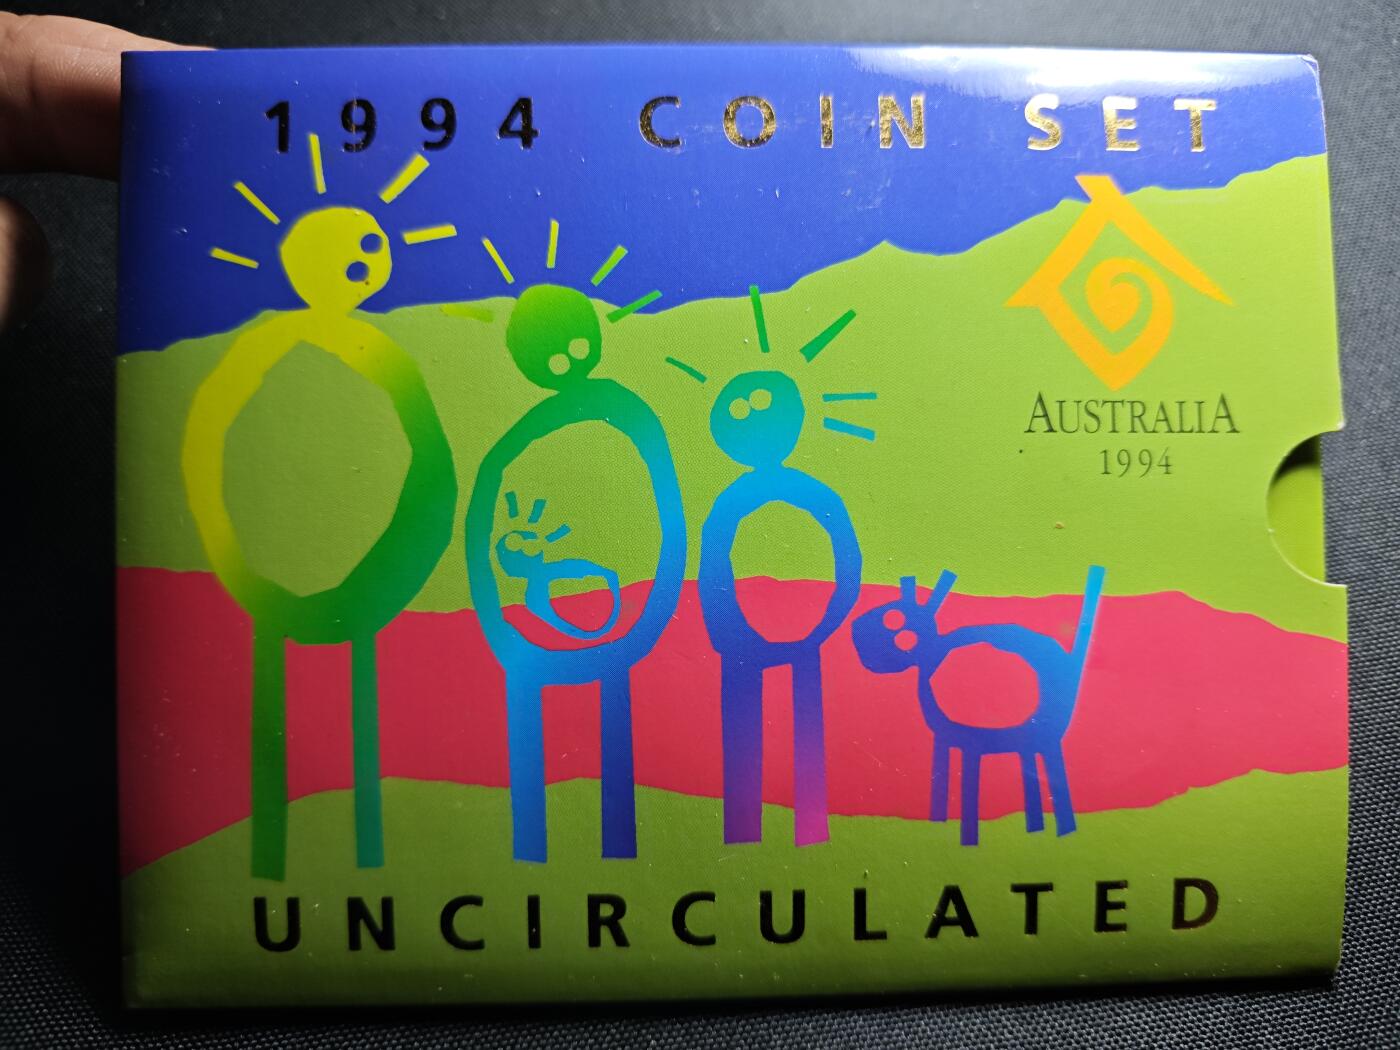 1994 COIN SET
AUSTRALIA
1994
UNCIRCULATED